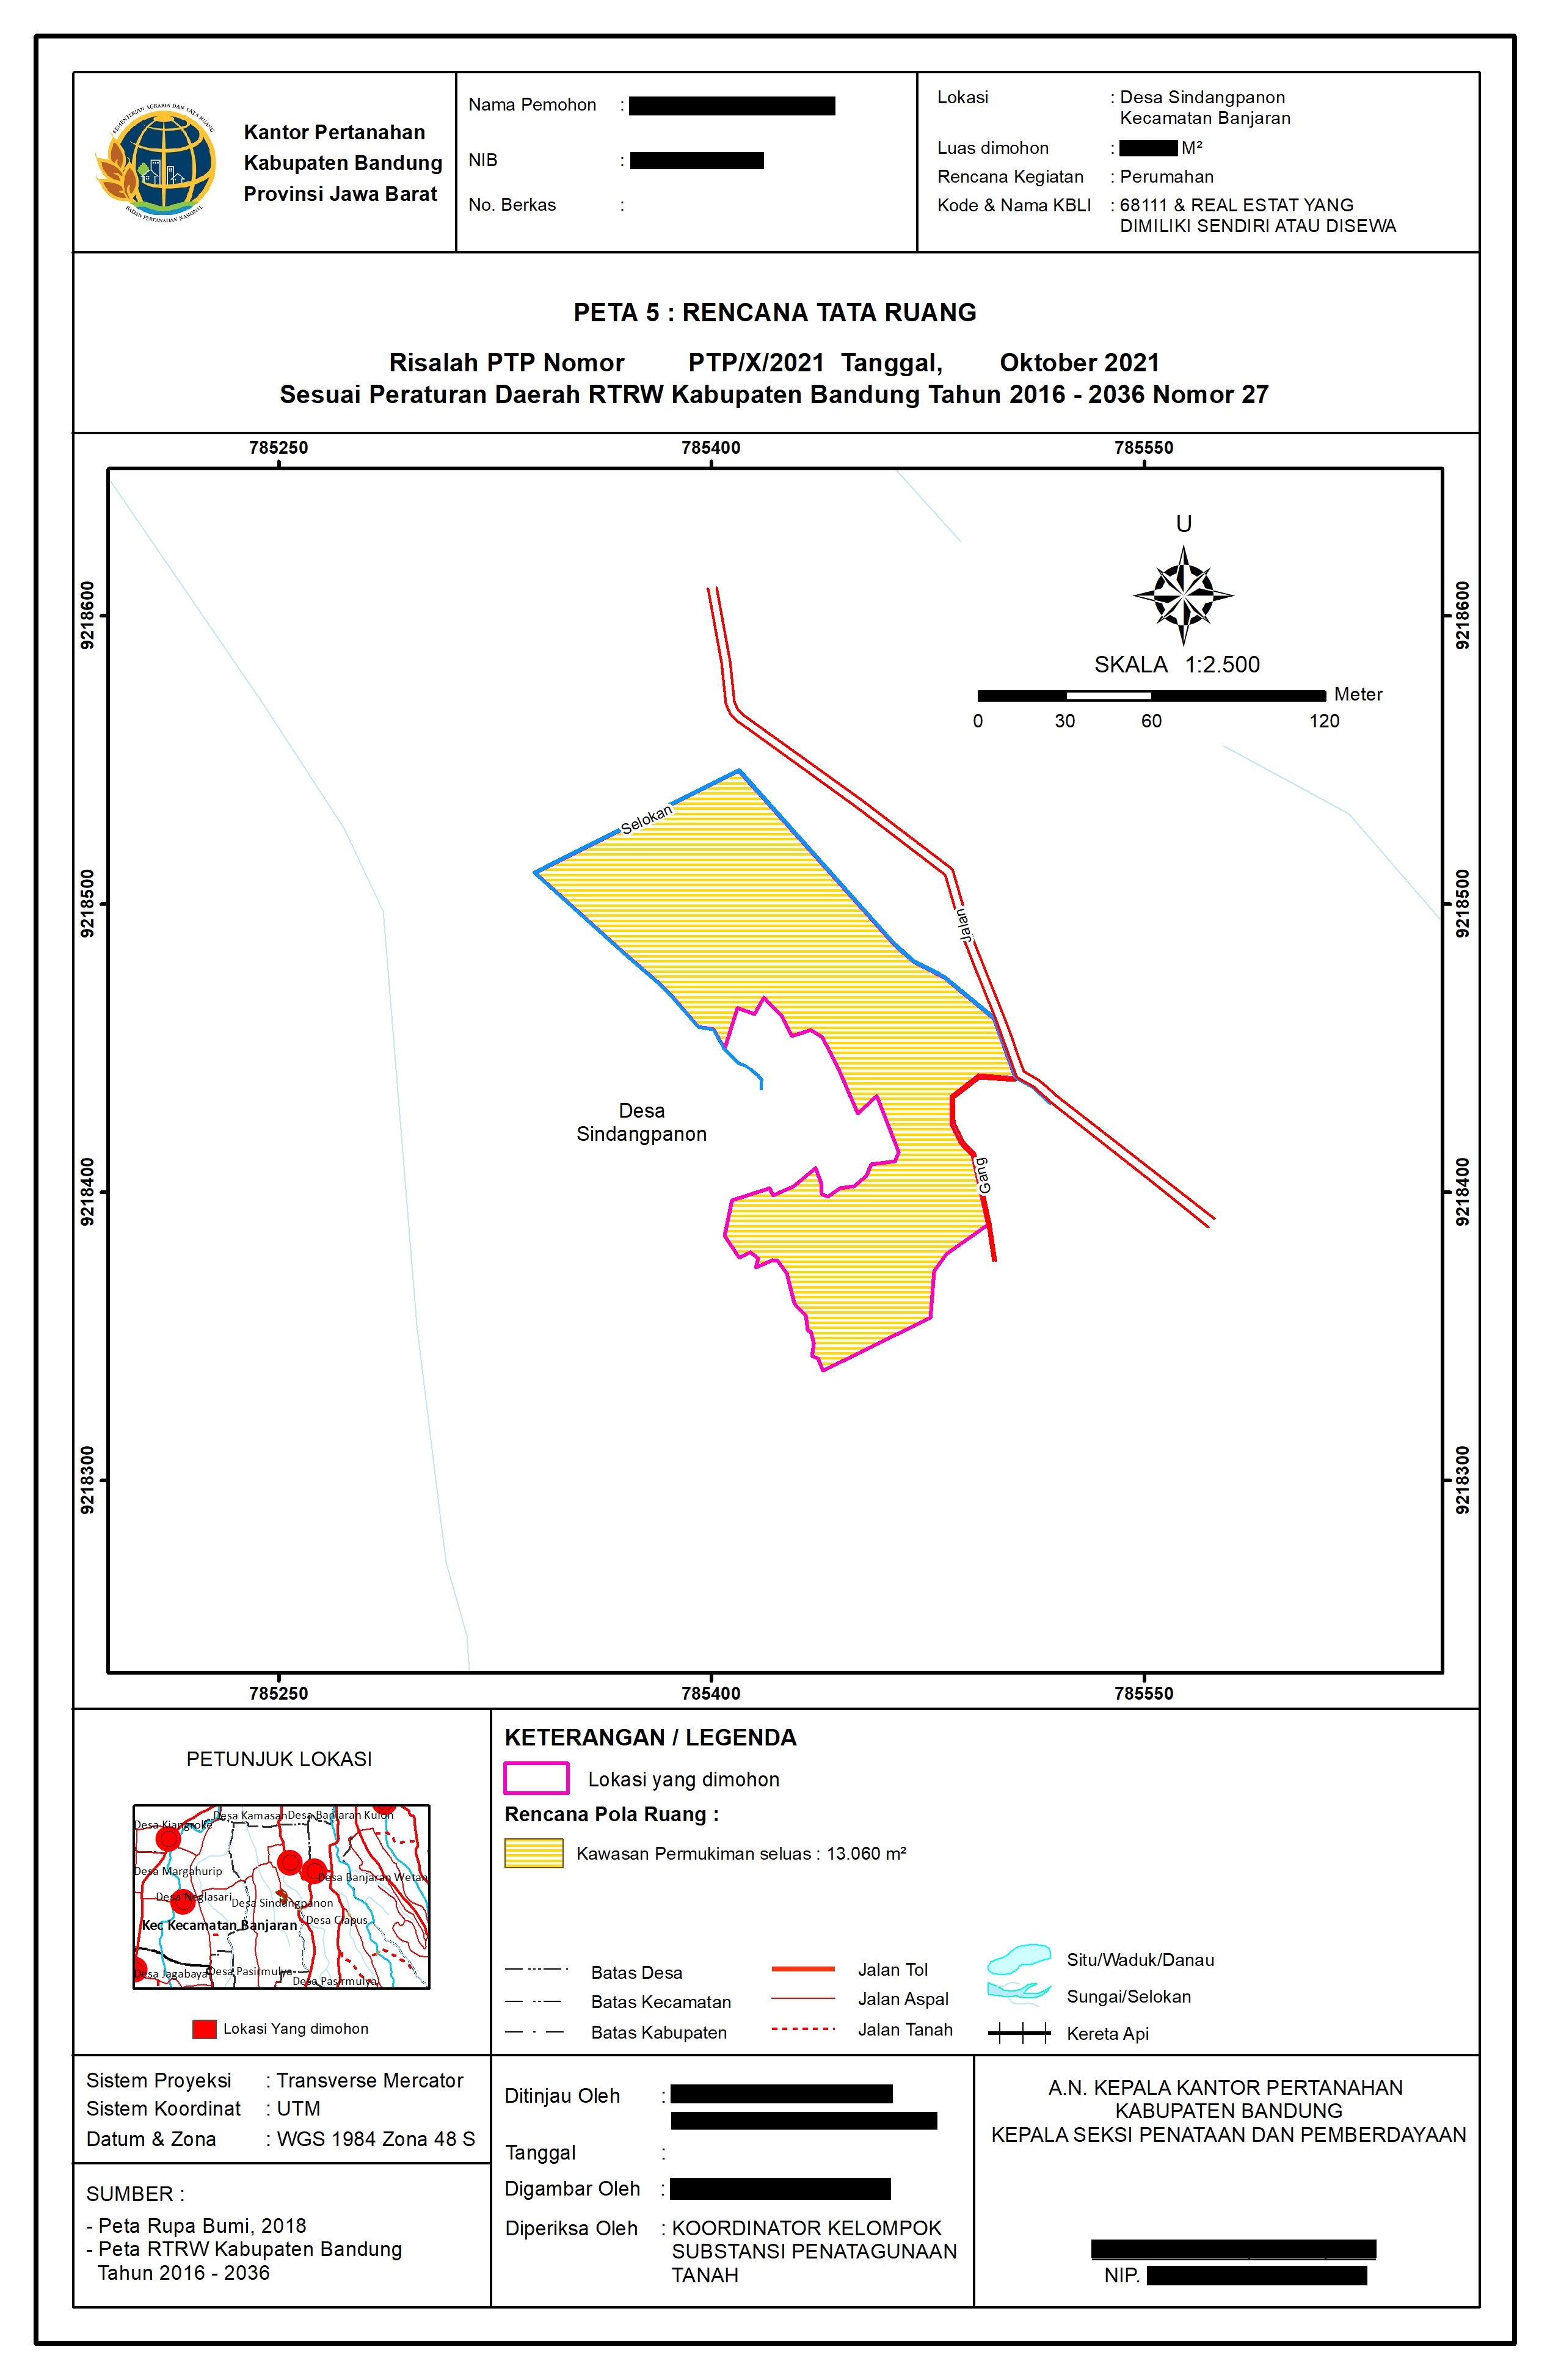 KEMENTERIAN AGRARIA DAN TATA RUANG
BADAN PERTANAHAN NASIONAL
Kantor Pertanahan
Kabupaten Bandung
Provinsi Jawa Barat
Nama Pemohon :
NIB :
No. Berkas :
Lokasi : Desa Sindangpanon
Kecamatan Banjaran
Luas dimohon : M²
Rencana Kegiatan : Perumahan
Kode & Nama KBLI : 68111 & REAL ESTAT YANG
DIMILIKI SENDIRI ATAU DISEWA
PETA 5 : RENCANA TATA RUANG
Risalah PTP Nomor PTP/X/2021 Tanggal, Oktober 2021
Sesuai Peraturan Daerah RTRW Kabupaten Bandung Tahun 2016 - 2036 Nomor 27
785250 785400 785550
U
9218600 9218600
SKALA 1:2.500
Meter
0 30 60 120
Selokan
9218500 9218500
Jalan
Desa
Sindangpanon
Gang
9218400 9218400
9218300 9218300
785250 785400 785550
PETUNJUK LOKASI
Desa Kamasan
Desa Banjaran Kulon
Desa Kiangroke
Desa Margahurip
Desa Banjaran Wetan
Desa Neglasari
Desa Sindangpanon
Desa Ciapus
Kec Kecamatan Banjaran
Desa Jagabaya
Desa Pasirmulya
Desa Pasirmulya
Lokasi Yang dimohon
KETERANGAN / LEGENDA
Lokasi yang dimohon
Rencana Pola Ruang :
Kawasan Permukiman seluas : 13.060 m²
Batas Desa
Batas Kecamatan
Batas Kabupaten
Jalan Tol
Jalan Aspal
Jalan Tanah
Situ/Waduk/Danau
Sungai/Selokan
Kereta Api
Sistem Proyeksi : Transverse Mercator
Sistem Koordinat : UTM
Datum & Zona : WGS 1984 Zona 48 S
SUMBER :
- Peta Rupa Bumi, 2018
- Peta RTRW Kabupaten Bandung
Tahun 2016 - 2036
Ditinjau Oleh :
Tanggal :
Digambar Oleh :
Diperiksa Oleh : KOORDINATOR KELOMPOK
SUBSTANSI PENATAGUNAAN
TANAH
A.N. KEPALA KANTOR PERTANAHAN
KABUPATEN BANDUNG
KEPALA SEKSI PENATAAN DAN PEMBERDAYAAN
NIP.